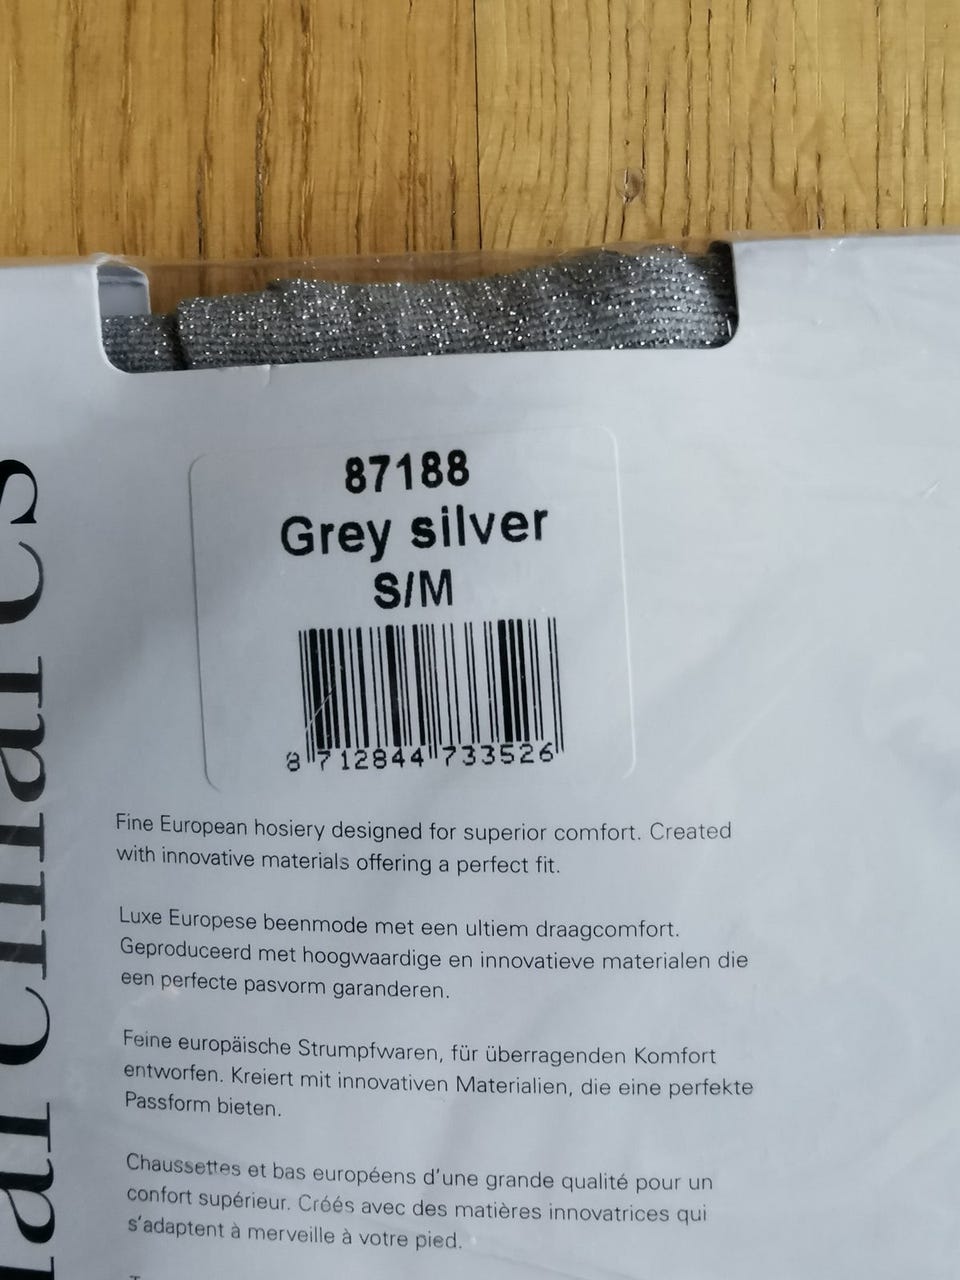 87188
Grey silver
S/M
8 712844 733526
Fine European hosiery designed for superior comfort. Created
with innovative materials offering a perfect fit.
Luxe Europese beenmode met een ultiem draagcomfort.
Geproduceerd met hoogwaardige en innovatieve materialen die
een perfecte pasvorm garanderen.
Feine europäische Strumpfwaren, für überragenden Komfort
entworfen. Kreiert mit innovativen Materialien, die eine perfekte
Passform bieten.
Chaussettes et bas européens d'une grande qualité pour un
confort supérieur. Créés avec des matières innovatrices qui
s'adaptent à merveille à votre pied.